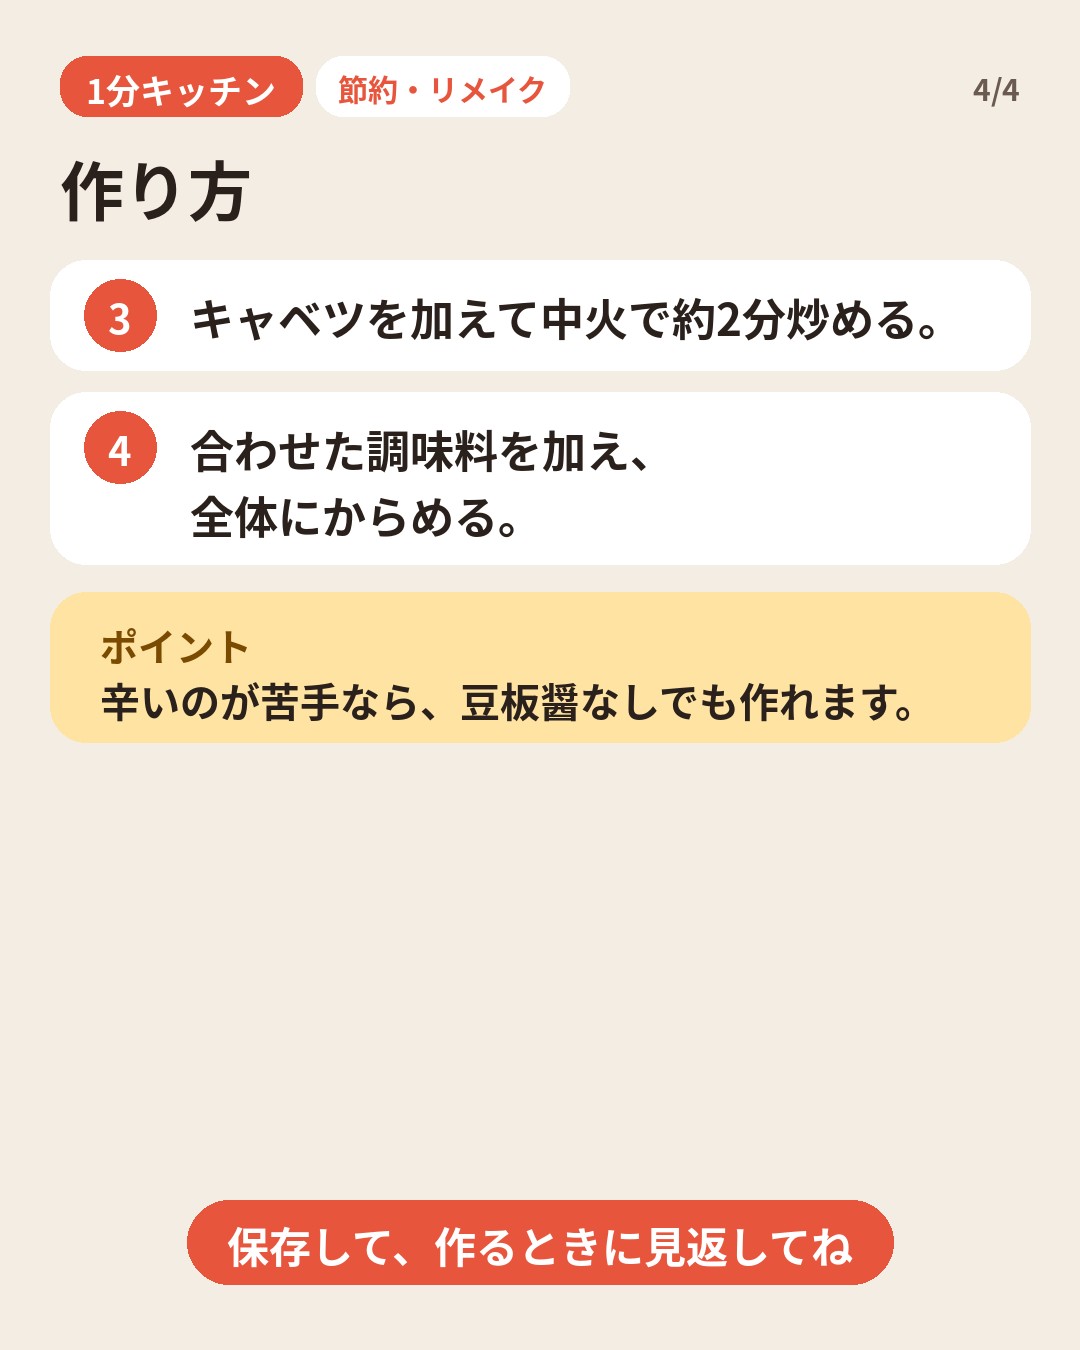 1分キッチン
節約・リメイク
4/4
作り方
3 キャベツを加えて中火で約2分炒める。
4 合わせた調味料を加え、
全体にからめる。
ポイント
辛いのが苦手なら、豆板醤なしでも作れます。
保存して、作るときに見返してね